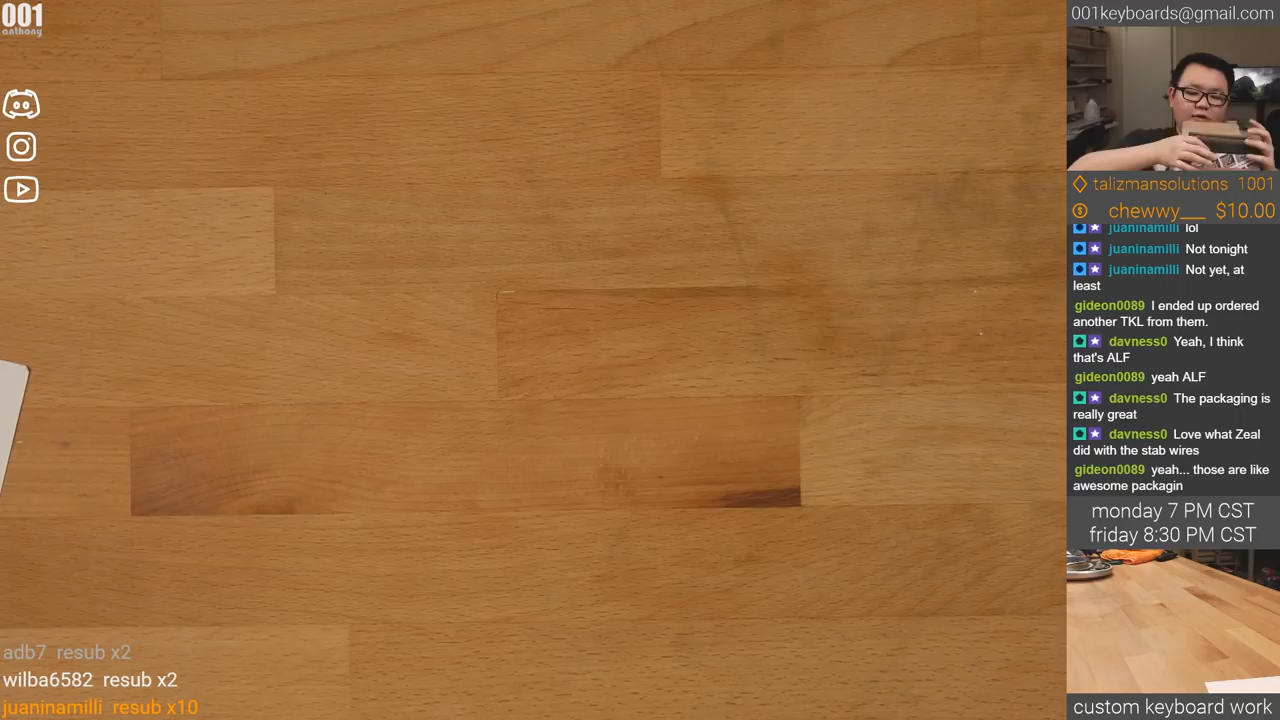 001
anthony
001keyboards@gmail.com
talizmansolutions 1001
chewwy___ $10.00
juaninamilli lol
juaninamilli Not tonight
juaninamilli Not yet, at
least
gideon0089 I ended up ordered
another TKL from them.
davness0 Yeah, I think
that's ALF
gideon0089 yeah ALF
davness0 The packaging is
really great
davness0 Love what Zeal
did with the stab wires
gideon0089 yeah... those are like
awesome packagin
monday 7 PM CST
friday 8:30 PM CST
adb7 resub x2
wilba6582 resub x2
juaninamilli resub x10
custom keyboard work